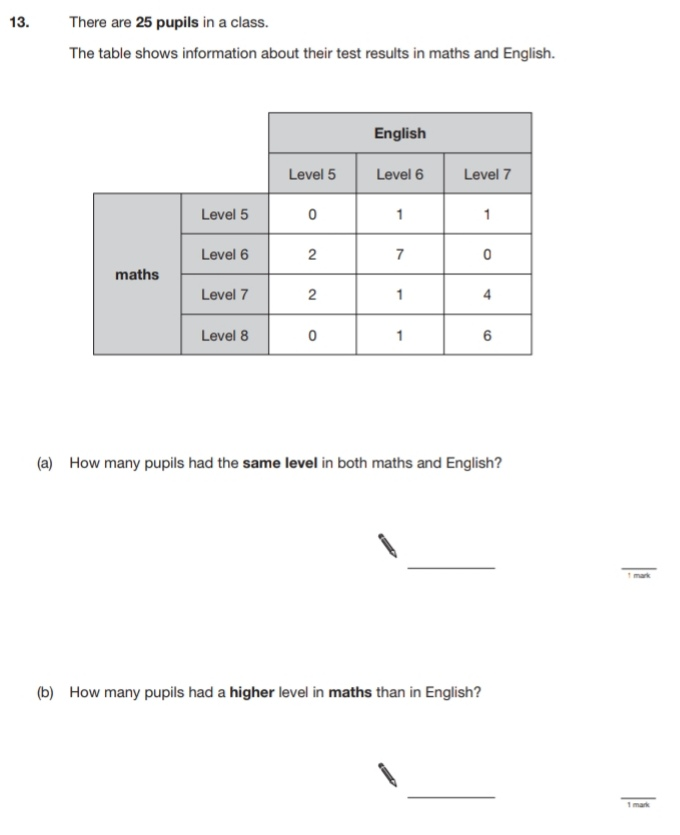 13. There are 25 pupils in a class.
The table shows information about their test results in maths and English.
English
Level 5 Level 6 Level 7
maths
Level 5 0 1 1
Level 6 2 7 0
Level 7 2 1 4
Level 8 0 1 6
(a) How many pupils had the same level in both maths and English?
1 mark
(b) How many pupils had a higher level in maths than in English?
1 mark